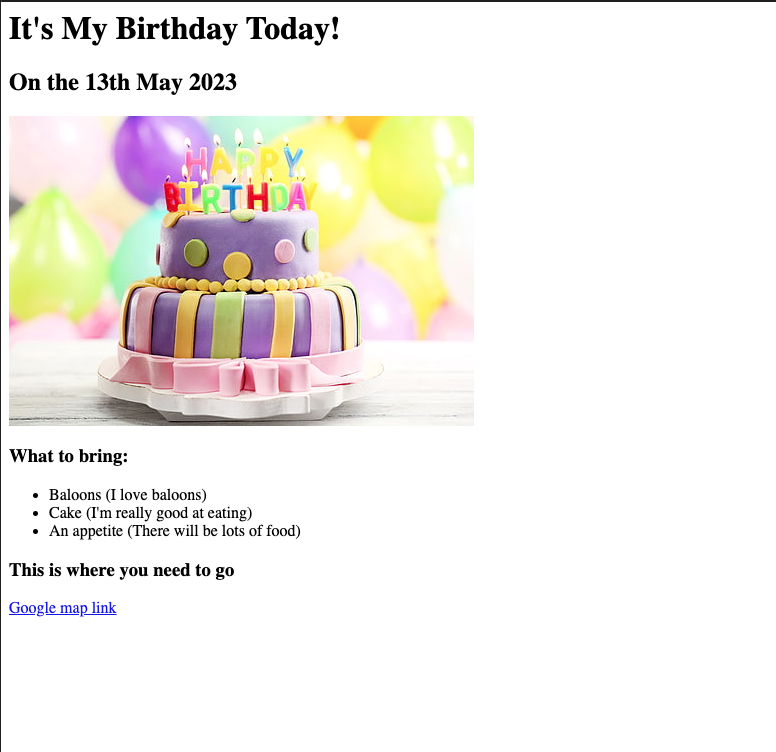 It's My Birthday Today!
On the 13th May 2023
HAPPY
BIRTHDAY
What to bring:
Baloons (I love baloons)
Cake (I'm really good at eating)
An appetite (There will be lots of food)
This is where you need to go
Google map link